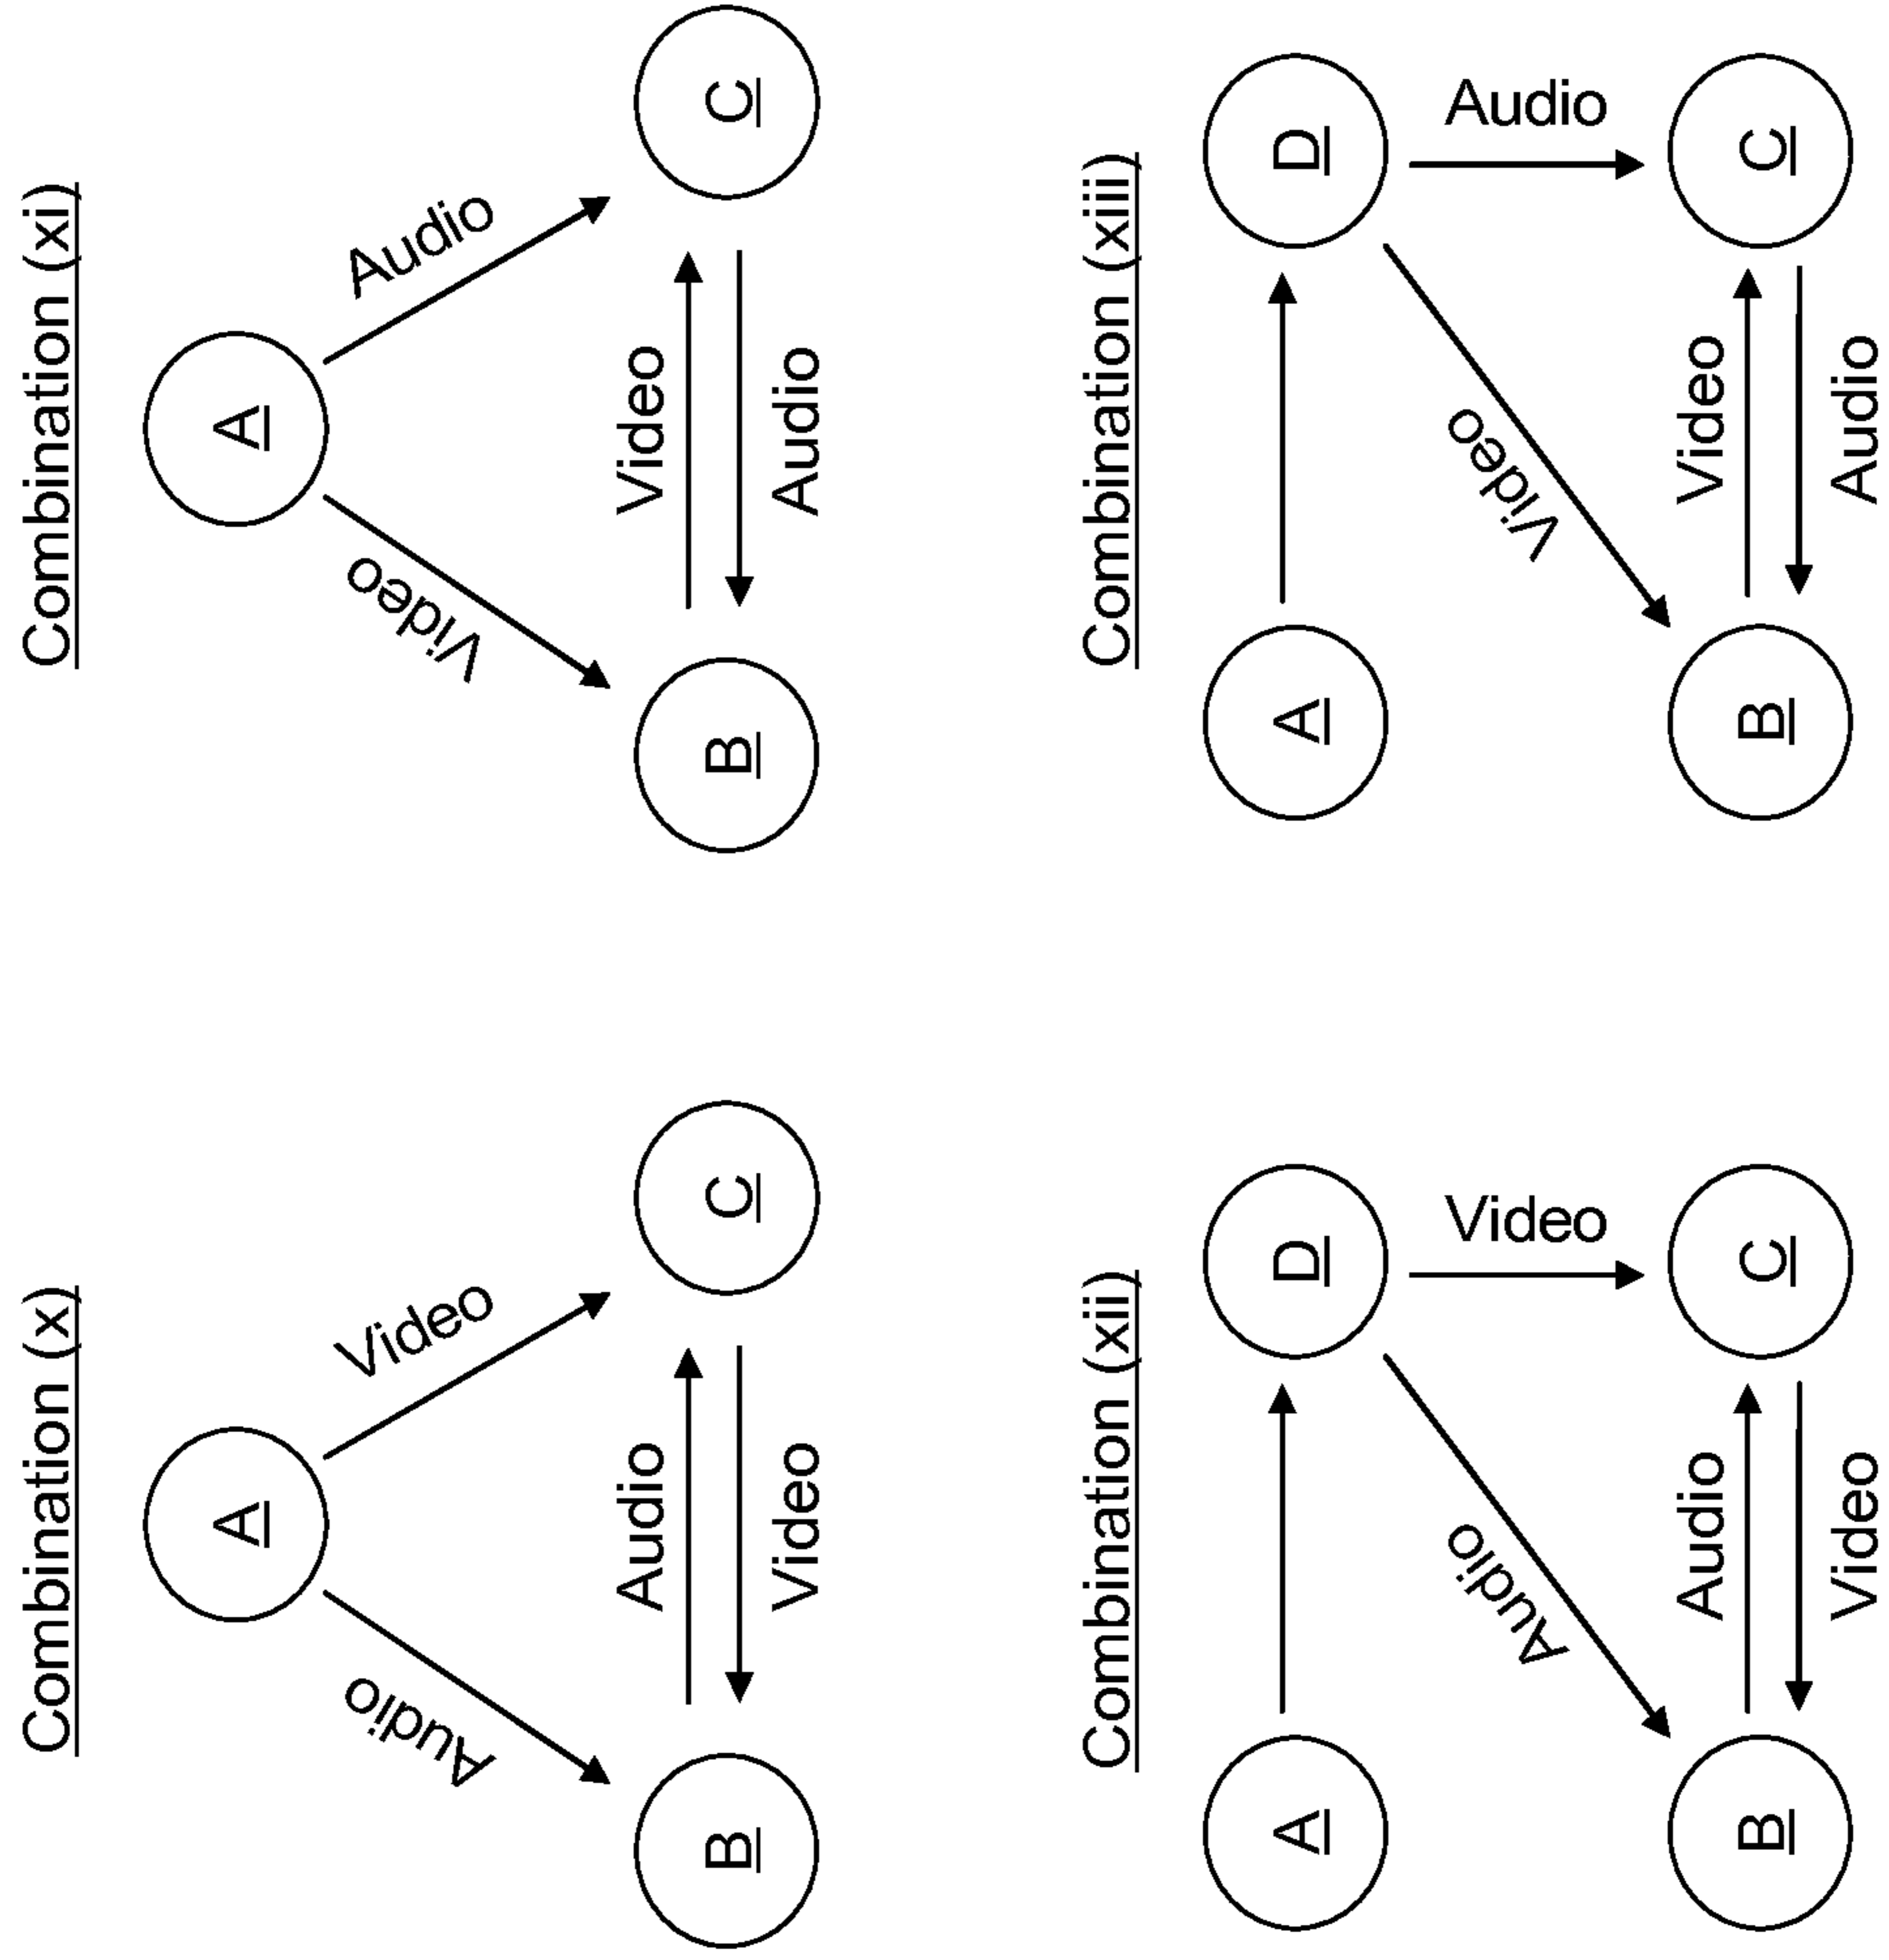 Combination (x)
A
Audio
Video
Audio
B
C
Video
Combination (xi)
A
Video
Audio
Video
B
C
Audio
Combination (xii)
A
D
Audio
Video
Audio
B
C
Video
Combination (xiii)
A
D
Video
Audio
Video
B
C
Audio